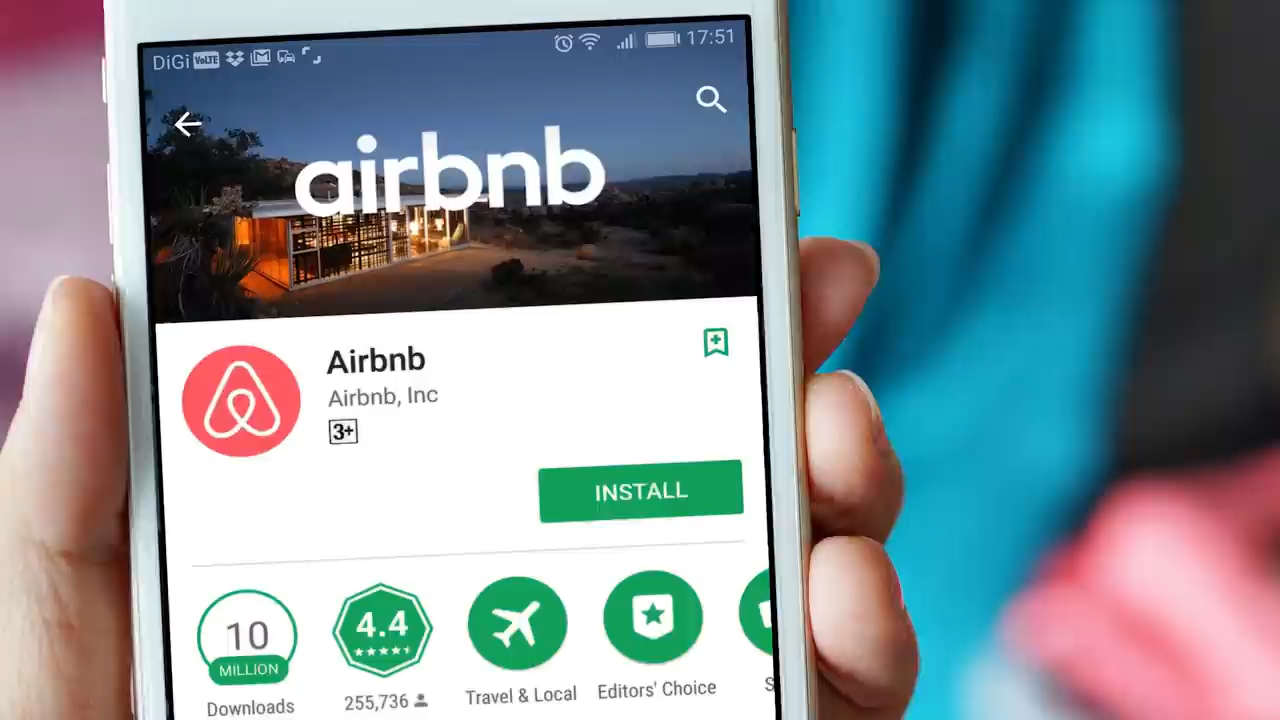 DiGi VoLTE 17:51
airbnb
Airbnb
Airbnb, Inc
3+
INSTALL
10
MILLION
Downloads
4.4
255,736
Travel & Local
Editors' Choice
S